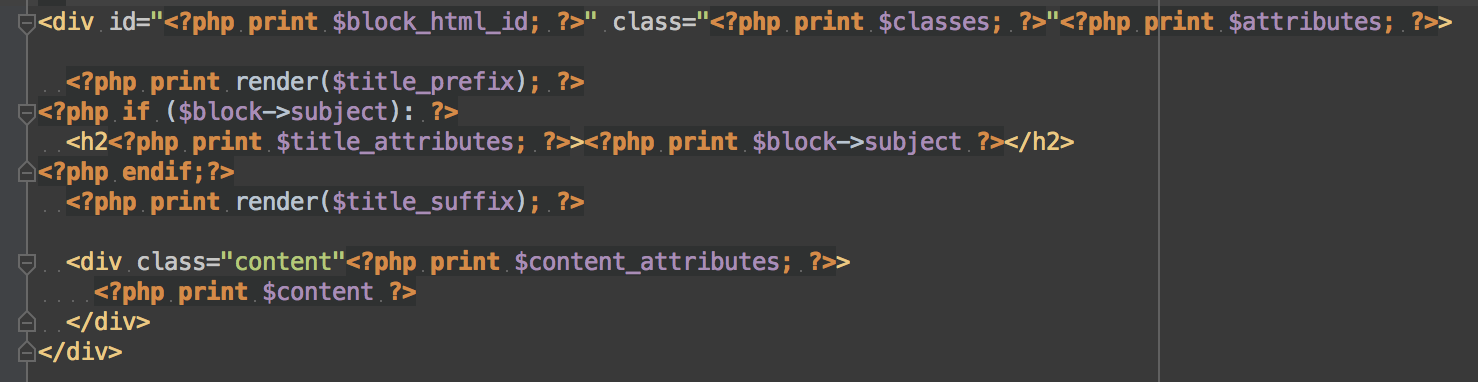 <div id="<?php print $block_html_id; ?>" class="<?php print $classes; ?>"<?php print $attributes; ?>>
<?php print render($title_prefix); ?>
<?php if ($block->subject): ?>
<h2<?php print $title_attributes; ?>><?php print $block->subject ?></h2>
<?php endif;?>
<?php print render($title_suffix); ?>
<div class="content"<?php print $content_attributes; ?>>
<?php print $content ?>
</div>
</div>